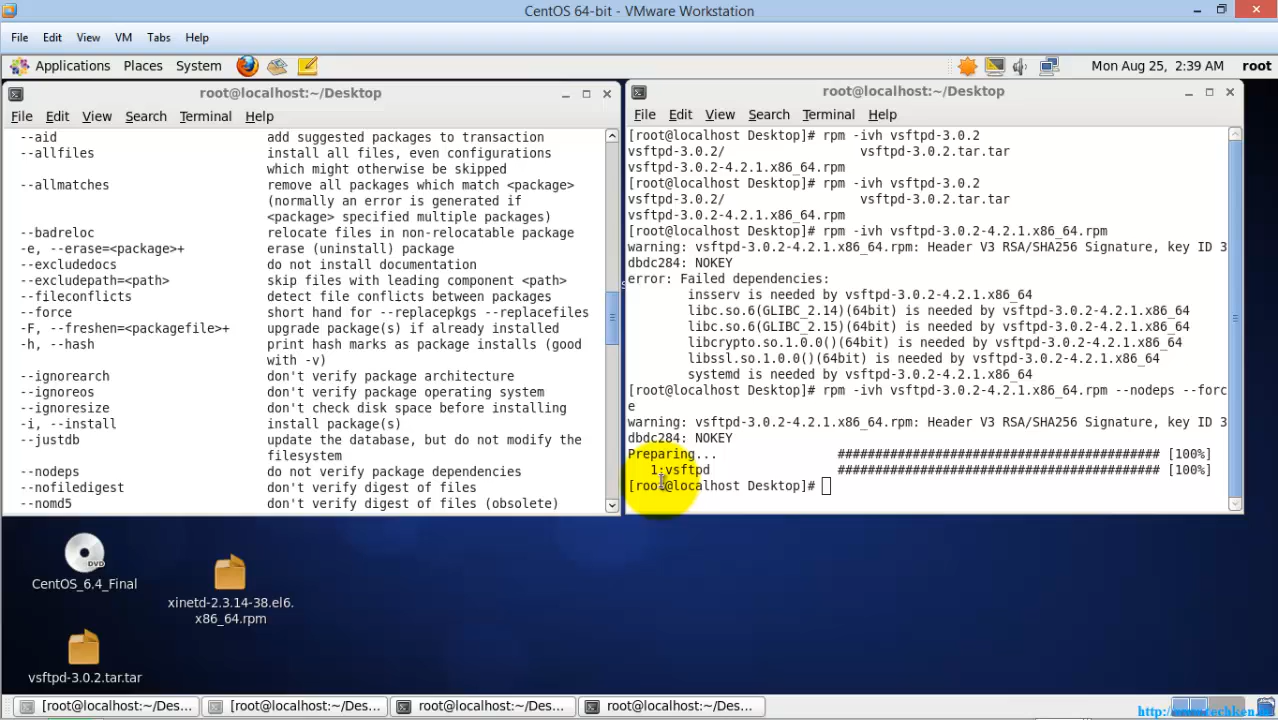 CentOS 64-bit - VMware Workstation
File Edit View VM Tabs Help
Applications Places System
Mon Aug 25, 2:39 AM root
root@localhost:~/Desktop
File Edit View Search Terminal Help
--aid add suggested packages to transaction
--allfiles install all files, even configurations
which might otherwise be skipped
--allmatches remove all packages which match <package>
(normally an error is generated if
<package> specified multiple packages)
--badreloc relocate files in non-relocatable package
-e, --erase=<package>+ erase (uninstall) package
--excludedocs do not install documentation
--excludepath=<path> skip files with leading component <path>
--fileconflicts detect file conflicts between packages
--force short hand for --replacepkgs --replacefiles
-F, --freshen=<packagefile>+ upgrade package(s) if already installed
-h, --hash print hash marks as package installs (good
with -v)
--ignorearch don't verify package architecture
--ignoreos don't verify package operating system
--ignoresize don't check disk space before installing
-i, --install install package(s)
--justdb update the database, but do not modify the
filesystem
--nodeps do not verify package dependencies
--nofiledigest don't verify digest of files
--nomd5 don't verify digest of files (obsolete)
root@localhost:~/Desktop
File Edit View Search Terminal Help
[root@localhost Desktop]# rpm -ivh vsftpd-3.0.2
vsftpd-3.0.2/ vsftpd-3.0.2.tar.tar
vsftpd-3.0.2-4.2.1.x86_64.rpm
[root@localhost Desktop]# rpm -ivh vsftpd-3.0.2
vsftpd-3.0.2/ vsftpd-3.0.2.tar.tar
vsftpd-3.0.2-4.2.1.x86_64.rpm
[root@localhost Desktop]# rpm -ivh vsftpd-3.0.2-4.2.1.x86_64.rpm
warning: vsftpd-3.0.2-4.2.1.x86_64.rpm: Header V3 RSA/SHA256 Signature, key ID 3
dbdc284: NOKEY
error: Failed dependencies:
insserv is needed by vsftpd-3.0.2-4.2.1.x86_64
libc.so.6(GLIBC_2.14)(64bit) is needed by vsftpd-3.0.2-4.2.1.x86_64
libc.so.6(GLIBC_2.15)(64bit) is needed by vsftpd-3.0.2-4.2.1.x86_64
libcrypto.so.1.0.0()(64bit) is needed by vsftpd-3.0.2-4.2.1.x86_64
libssl.so.1.0.0()(64bit) is needed by vsftpd-3.0.2-4.2.1.x86_64
systemd is needed by vsftpd-3.0.2-4.2.1.x86_64
[root@localhost Desktop]# rpm -ivh vsftpd-3.0.2-4.2.1.x86_64.rpm --nodeps --forc
e
warning: vsftpd-3.0.2-4.2.1.x86_64.rpm: Header V3 RSA/SHA256 Signature, key ID 3
dbdc284: NOKEY
Preparing... ########################################### [100%]
1:vsftpd ########################################### [100%]
[root@localhost Desktop]#
CentOS_6.4_Final
xinetd-2.3.14-38.el6.
x86_64.rpm
vsftpd-3.0.2.tar.tar
[root@localhost:~/Des... [root@localhost:~/Des... root@localhost:~/Des... root@localhost:~/Des...